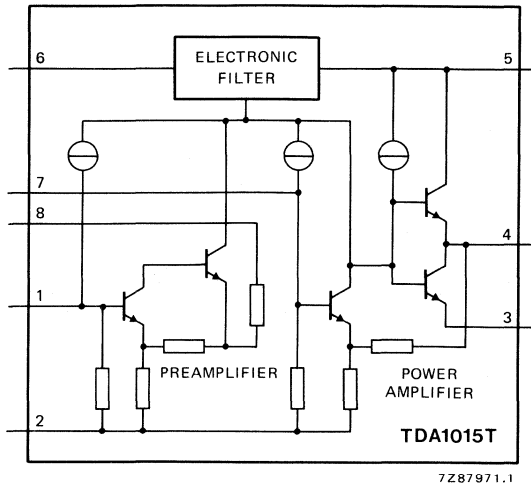 6
ELECTRONIC
FILTER
5
7
8
4
1
3
PREAMPLIFIER
POWER
AMPLIFIER
2
TDA1015T
7Z87971.1